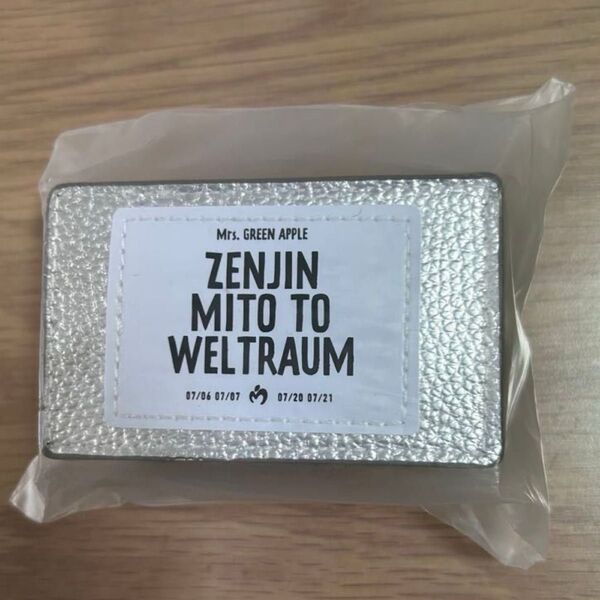 Mrs. GREEN APPLE
ZENJIN
MITO TO
WELTRAUM
07/06 07/07 07/20 07/21